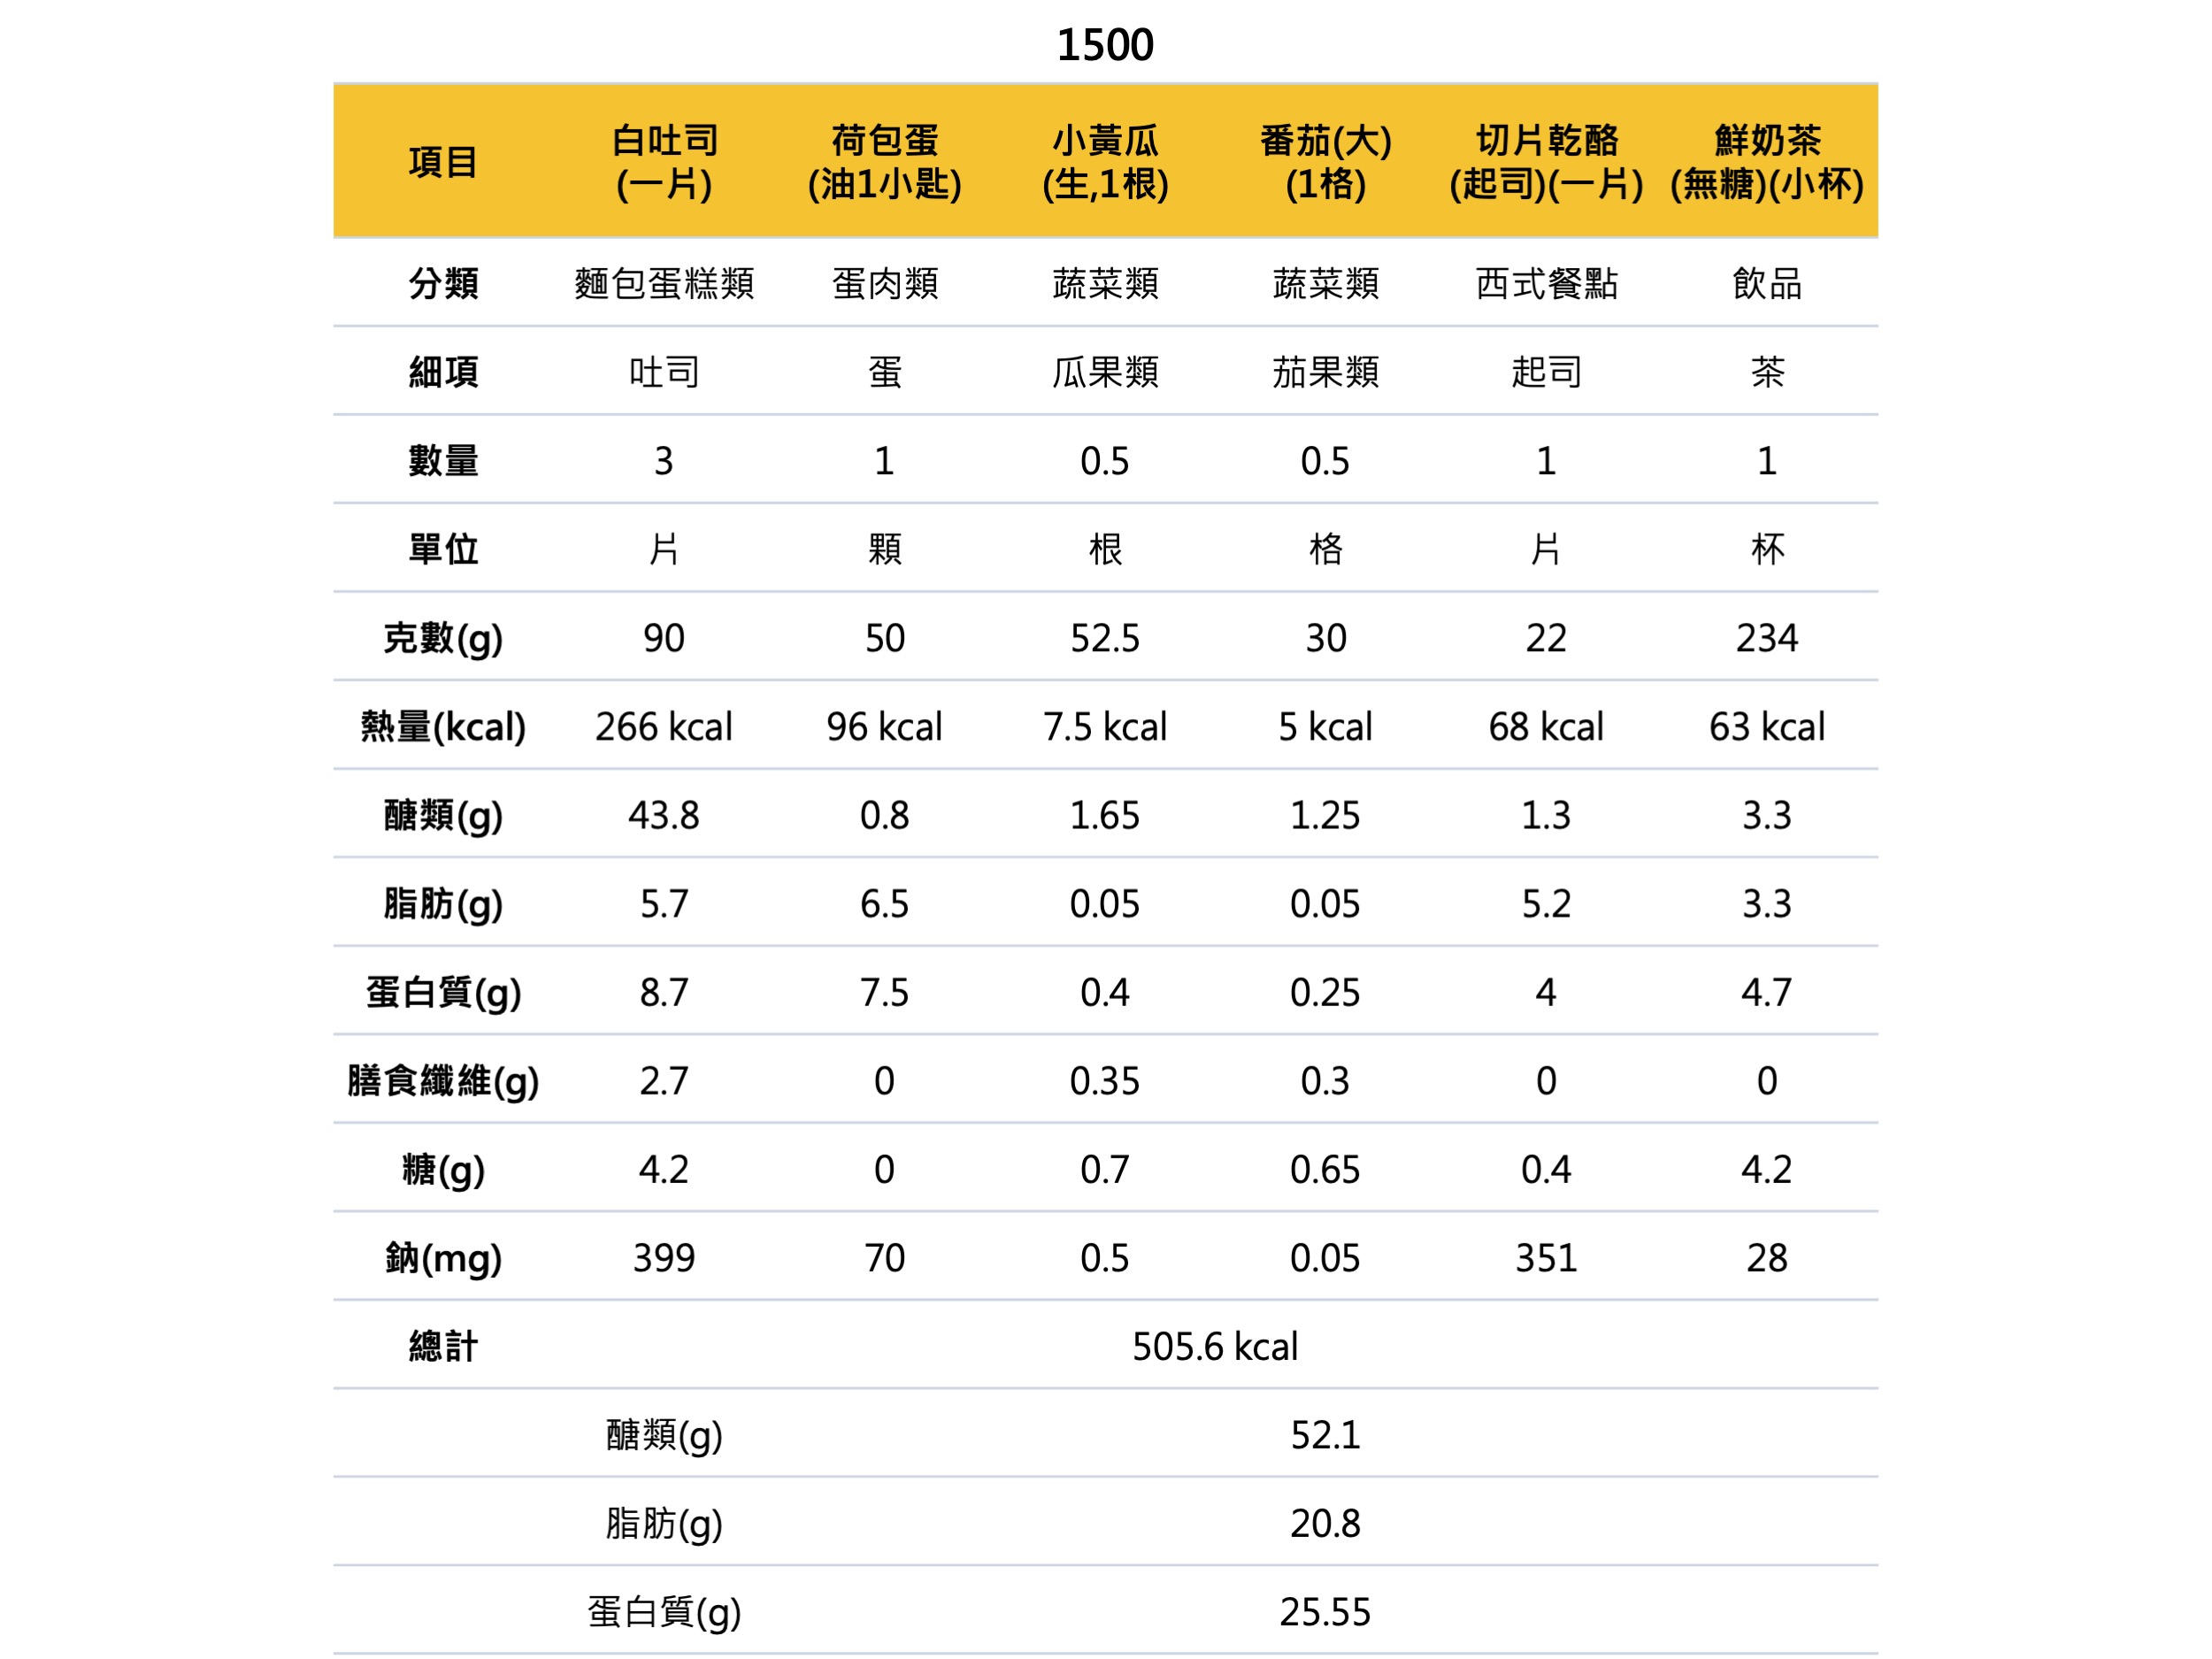 1500
項目 白吐司 (一片) 荷包蛋 (油1小匙) 小黃瓜 (生,1根) 番茄(大) (1格) 切片乾酪 (起司)(一片) 鮮奶茶 (無糖)(小杯)
分類 麵包蛋糕類 蛋肉類 蔬菜類 蔬菜類 西式餐點 飲品
細項 吐司 蛋 瓜果類 茄果類 起司 茶
數量 3 1 0.5 0.5 1 1
單位 片 顆 根 格 片 杯
克數(g) 90 50 52.5 30 22 234
熱量(kcal) 266 kcal 96 kcal 7.5 kcal 5 kcal 68 kcal 63 kcal
醣類(g) 43.8 0.8 1.65 1.25 1.3 3.3
脂肪(g) 5.7 6.5 0.05 0.05 5.2 3.3
蛋白質(g) 8.7 7.5 0.4 0.25 4 4.7
膳食纖維(g) 2.7 0 0.35 0.3 0 0
糖(g) 4.2 0 0.7 0.65 0.4 4.2
鈉(mg) 399 70 0.5 0.05 351 28
總計 505.6 kcal
醣類(g) 52.1
脂肪(g) 20.8
蛋白質(g) 25.55